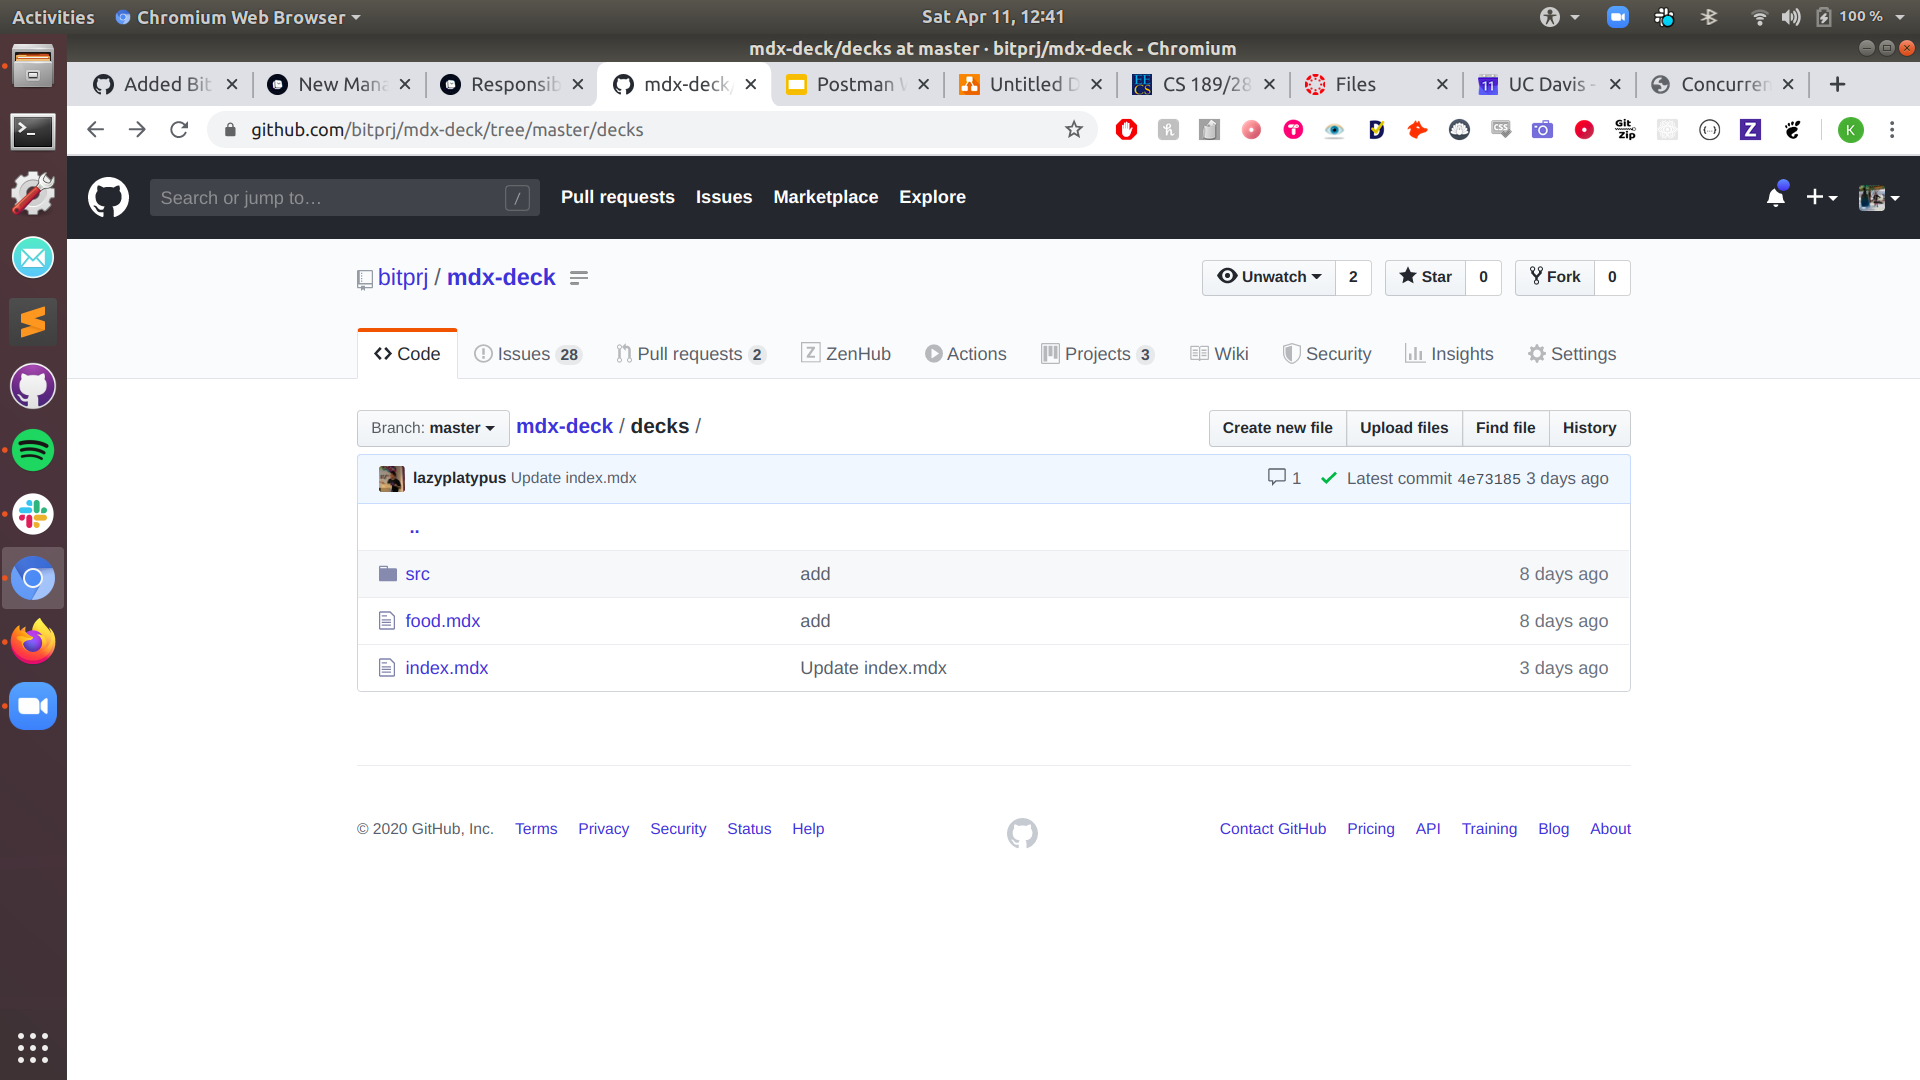 Activities Chromium Web Browser Sat Apr 11, 12:41 100 %
mdx-deck/decks at master · bitprj/mdx-deck - Chromium
Added Bit New Mana Responsib mdx-deck/ Postman Untitled D CS 189/28 Files UC Davis - Concurren
github.com/bitprj/mdx-deck/tree/master/decks CSS Git Zip Z K
Search or jump to… / Pull requests Issues Marketplace Explore
bitprj / mdx-deck Unwatch 2 Star 0 Fork 0
Code Issues 28 Pull requests 2 ZenHub Actions Projects 3 Wiki Security Insights Settings
Branch: master mdx-deck / decks / Create new file Upload files Find file History
lazyplatypus Update index.mdx 1 Latest commit 4e73185 3 days ago
..
src add 8 days ago
food.mdx add 8 days ago
index.mdx Update index.mdx 3 days ago
© 2020 GitHub, Inc. Terms Privacy Security Status Help Contact GitHub Pricing API Training Blog About